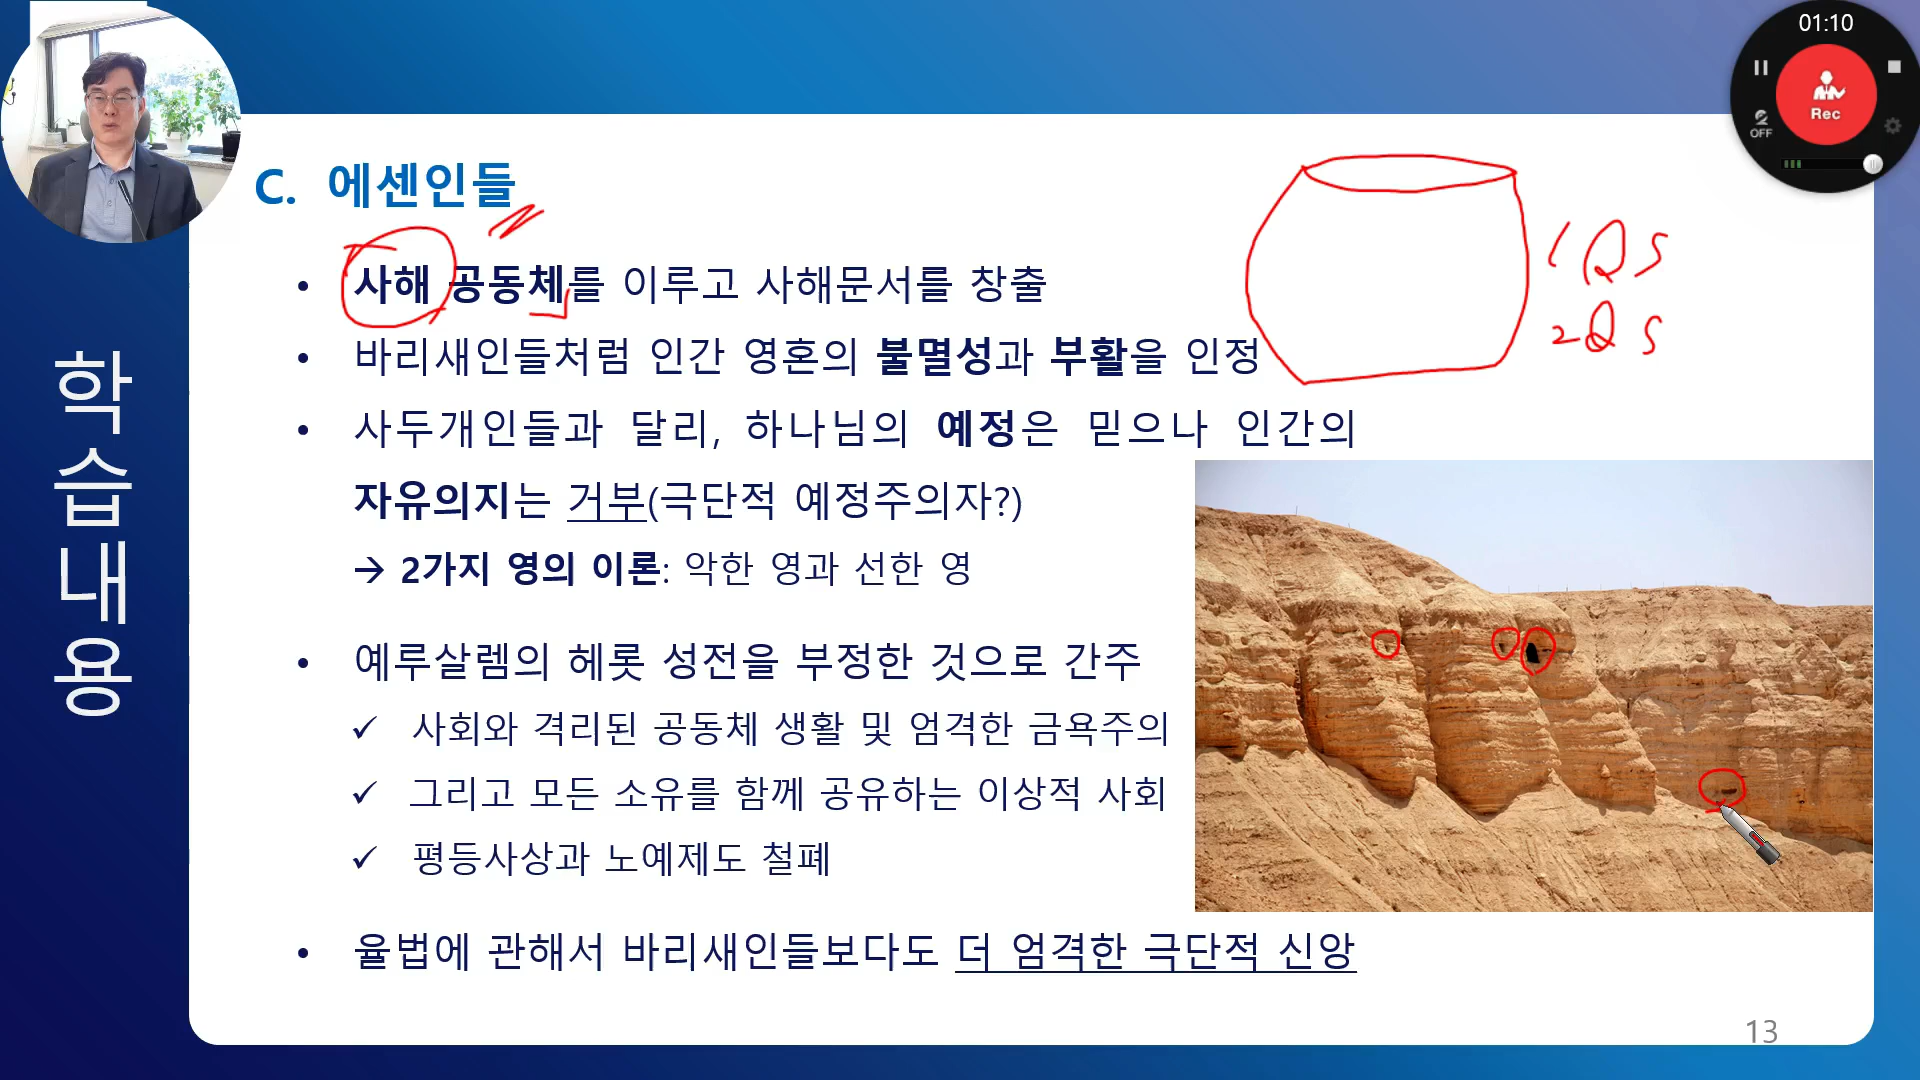 01:10
OFF
Rec
학습내용
C. 에센인들
• 사해 공동체를 이루고 사해문서를 창출
1QS
2QS
• 바리새인들처럼 인간 영혼의 불멸성과 부활을 인정
• 사두개인들과 달리, 하나님의 예정은 믿으나 인간의
자유의지는 거부(극단적 예정주의자?)
→ 2가지 영의 이론: 악한 영과 선한 영
• 예루살렘의 헤롯 성전을 부정한 것으로 간주
✓ 사회와 격리된 공동체 생활 및 엄격한 금욕주의
✓ 그리고 모든 소유를 함께 공유하는 이상적 사회
✓ 평등사상과 노예제도 철폐
• 율법에 관해서 바리새인들보다도 더 엄격한 극단적 신앙
13